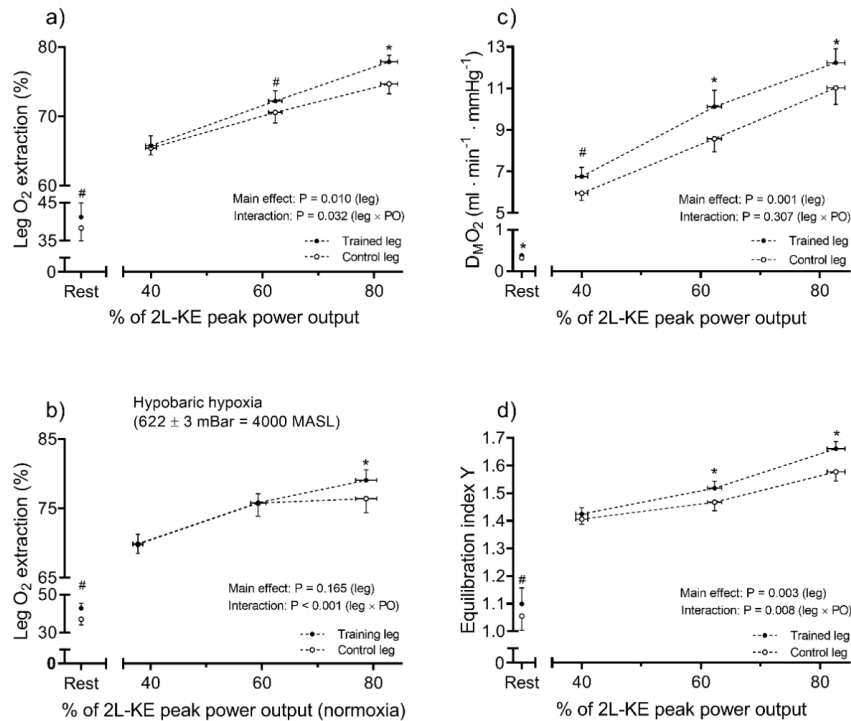 a)
80
70
60
45
35
0
Leg O₂ extraction (%)
#
#
*
Main effect: P = 0.010 (leg)
Interaction: P = 0.032 (leg × PO)
Trained leg
Control leg
Rest 40 60 80
% of 2L-KE peak power output
c)
13
11
9
7
5
1
0
DMO₂ (ml · min⁻¹ · mmHg⁻¹)
*
#
*
*
Main effect: P = 0.001 (leg)
Interaction: P = 0.307 (leg × PO)
Trained leg
Control leg
Rest 40 60 80
% of 2L-KE peak power output
b)
Hypobaric hypoxia
(622 ± 3 mBar = 4000 MASL)
85
75
65
50
30
0
Leg O₂ extraction (%)
#
*
Main effect: P = 0.165 (leg)
Interaction: P < 0.001 (leg × PO)
Training leg
Control leg
Rest 40 60 80
% of 2L-KE peak power output (normoxia)
d)
1.7
1.6
1.5
1.4
1.3
1.2
1.1
1.0
0
Equilibration index Y
#
*
*
Main effect: P = 0.003 (leg)
Interaction: P = 0.008 (leg × PO)
Trained leg
Control leg
Rest 40 60 80
% of 2L-KE peak power output